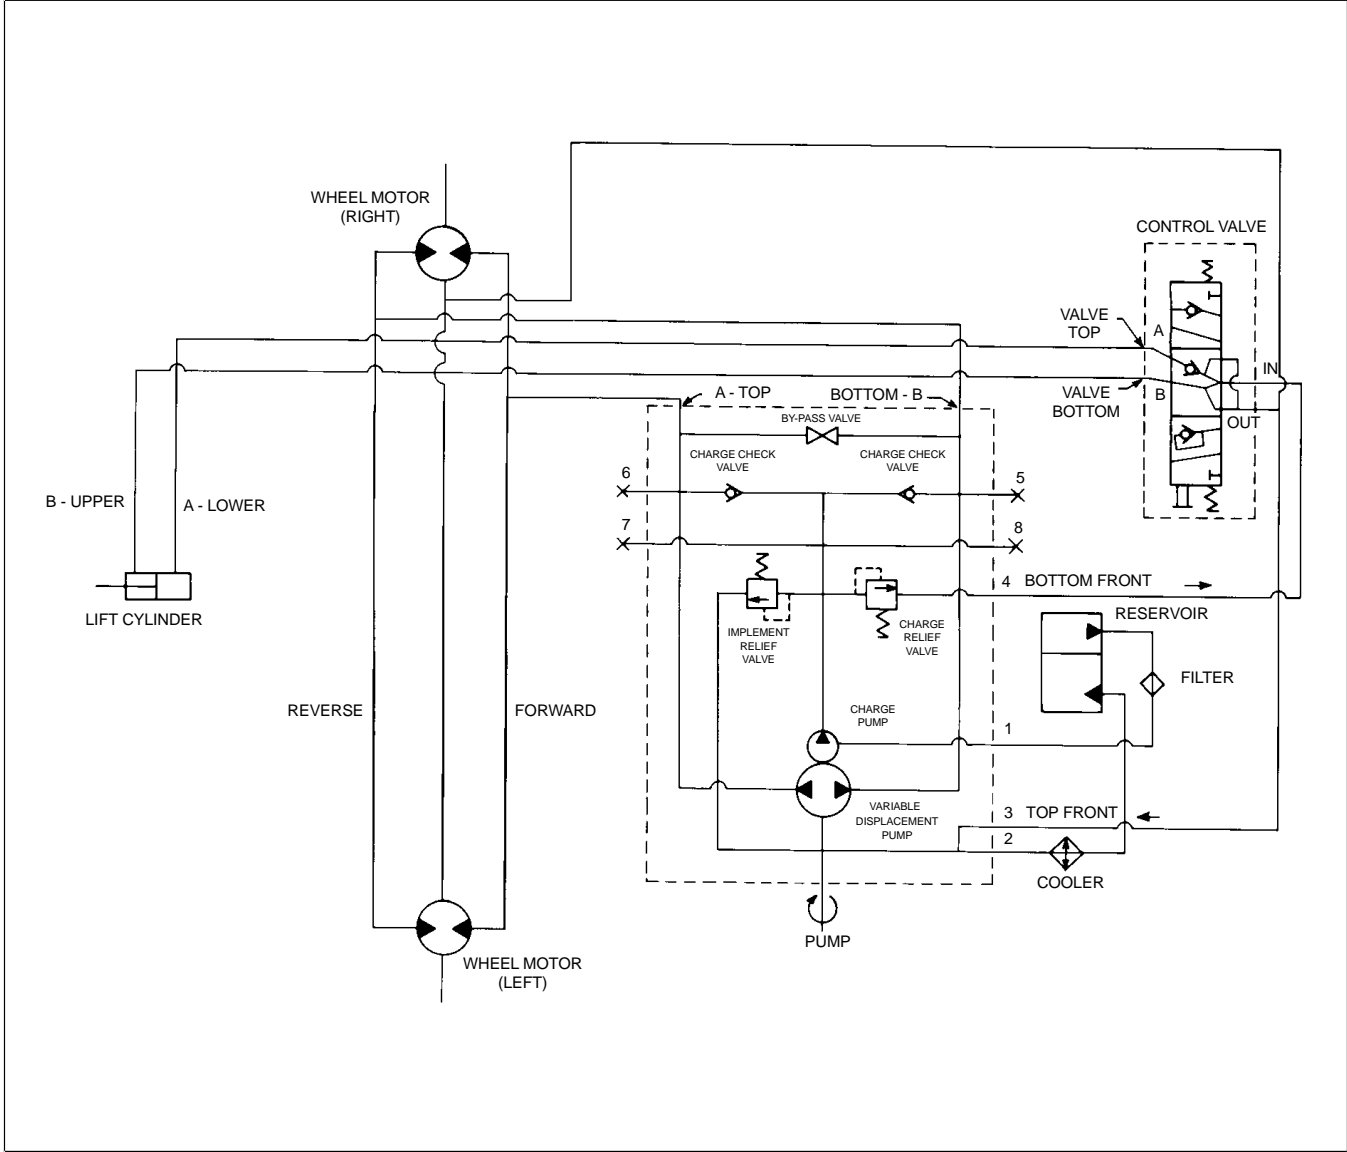 WHEEL MOTOR
(RIGHT)
CONTROL VALVE
VALVE
TOP
A
IN
VALVE
BOTTOM
B
OUT
A - TOP
BOTTOM - B
BY-PASS VALVE
CHARGE CHECK
VALVE
CHARGE CHECK
VALVE
6
5
B - UPPER
A - LOWER
7
8
4 BOTTOM FRONT
LIFT CYLINDER
IMPLEMENT
RELIEF
VALVE
CHARGE
RELIEF
VALVE
RESERVOIR
FILTER
REVERSE
FORWARD
CHARGE
PUMP
1
VARIABLE
DISPLACEMENT
PUMP
3 TOP FRONT
2
COOLER
PUMP
WHEEL MOTOR
(LEFT)